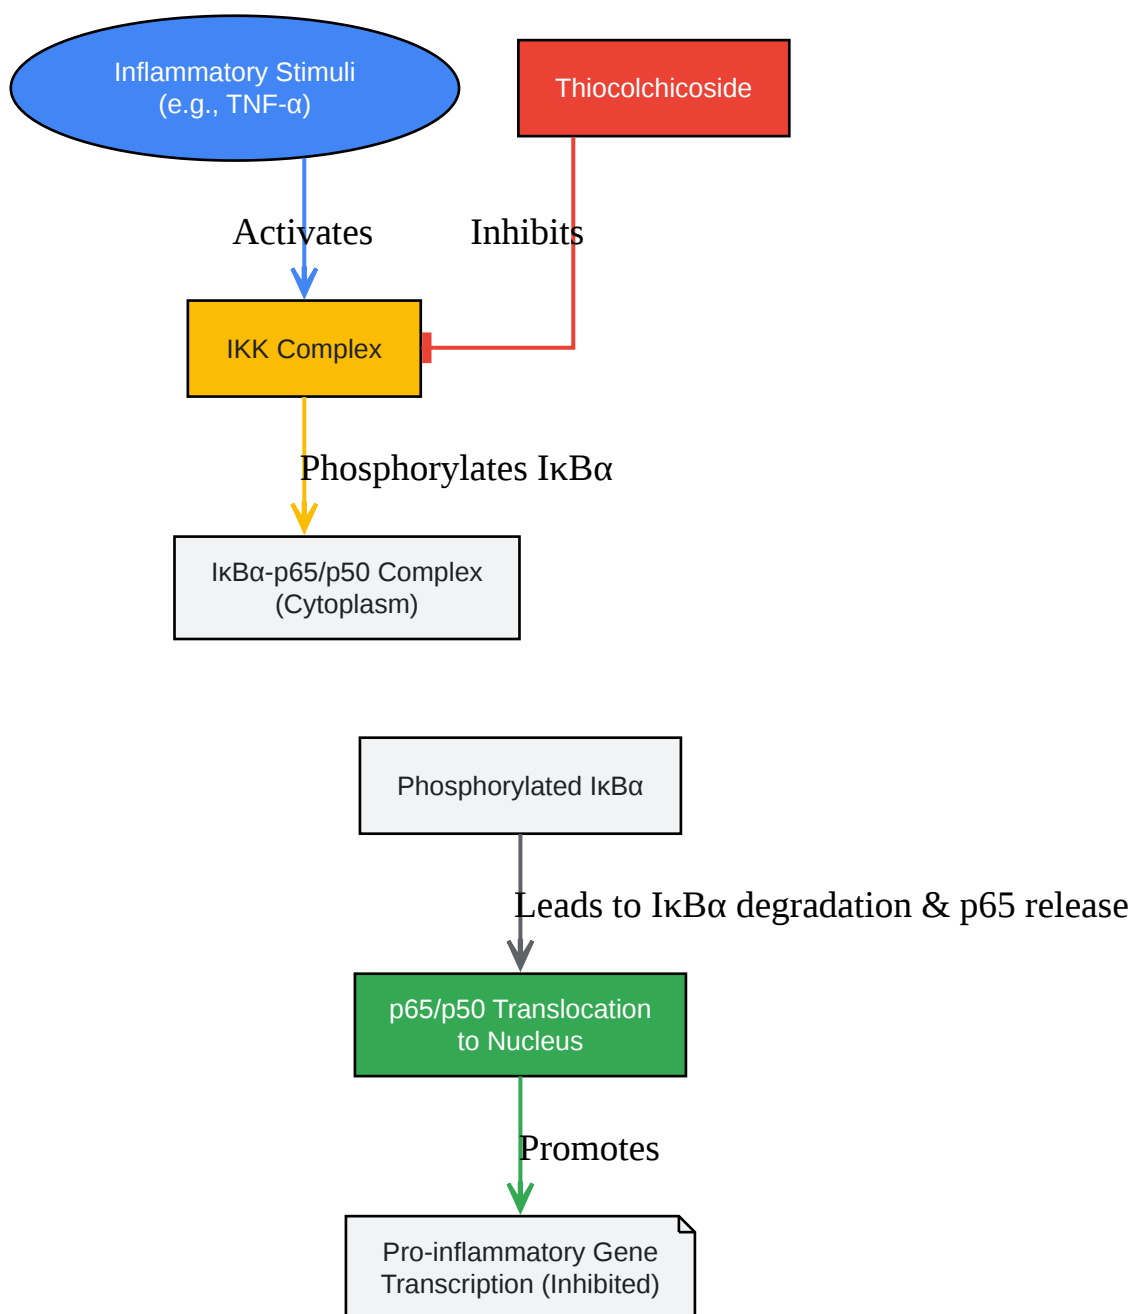 Inflammatory Stimuli
(e.g., TNF-α)
Thiocolchicoside
Activates
Inhibits
IKK Complex
Phosphorylates IκBα
IκBα-p65/p50 Complex
(Cytoplasm)
Phosphorylated IκBα
Leads to IκBα degradation & p65 release
p65/p50 Translocation
to Nucleus
Promotes
Pro-inflammatory Gene
Transcription (Inhibited)